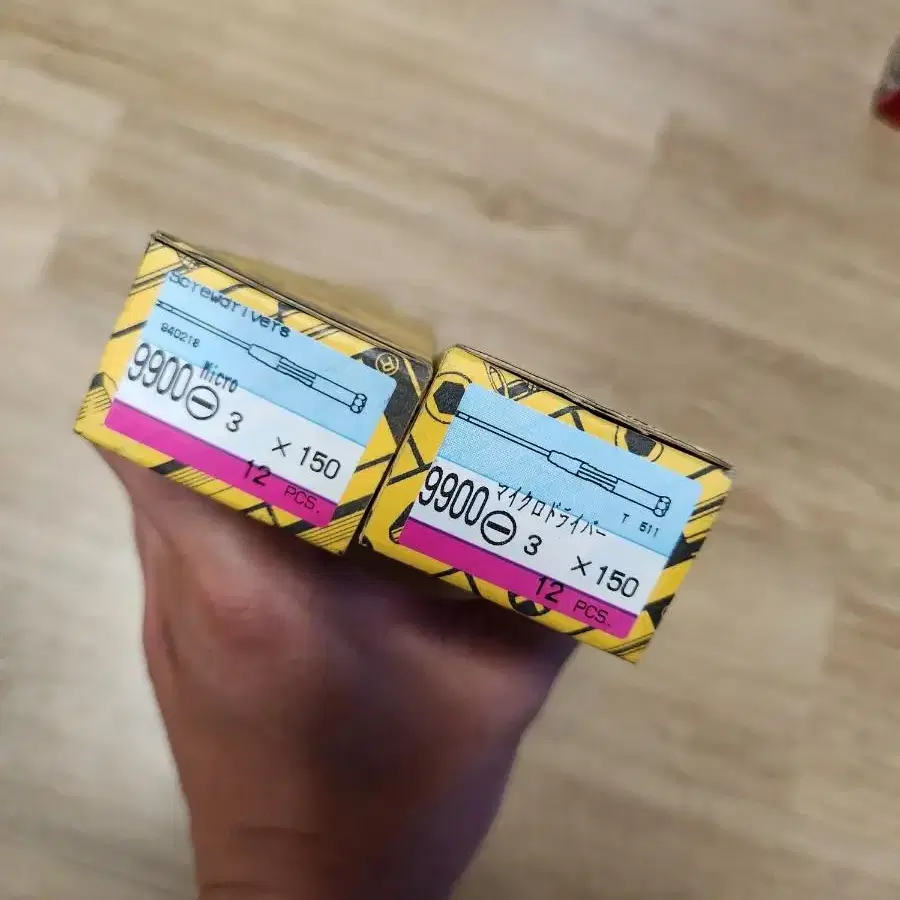 Screwdrivers
940218
9900 Micro
⊖ 3 × 150
12 PCS.
H
T 511
9900 マイクロドライバー
⊖ 3 × 150
12 PCS.